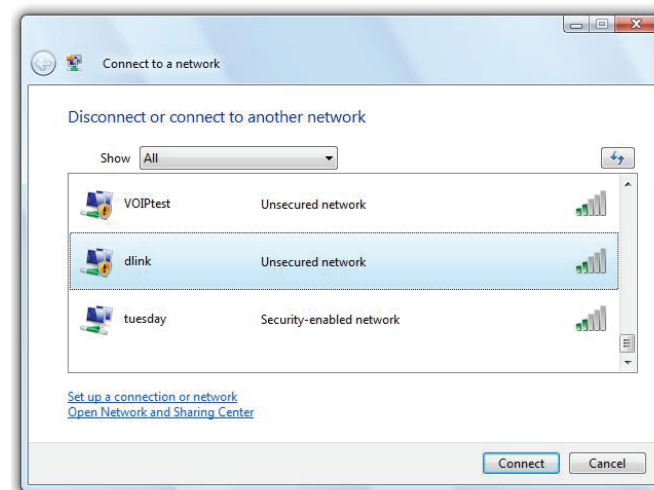 Connect to a network
Disconnect or connect to another network
Show All
VOIPtest Unsecured network
dlink Unsecured network
tuesday Security-enabled network
Set up a connection or network
Open Network and Sharing Center
Connect Cancel